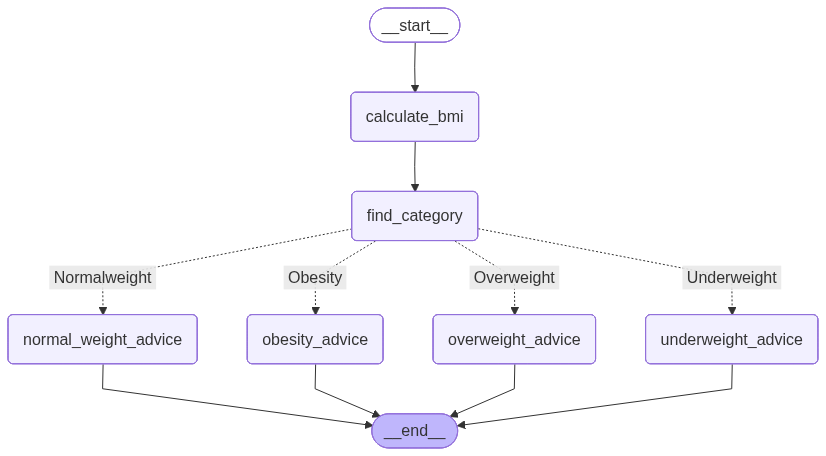 __start__
calculate_bmi
find_category
Normalweight
Obesity
Overweight
Underweight
normal_weight_advice
obesity_advice
overweight_advice
underweight_advice
__end__